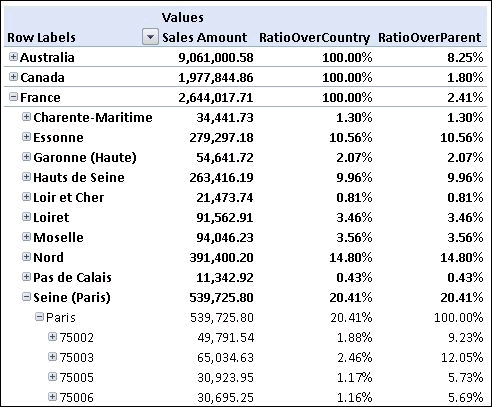 Values
Row Labels Sales Amount RatioOverCountry RatioOverParent
Australia 9,061,000.58 100.00% 8.25%
Canada 1,977,844.86 100.00% 1.80%
France 2,644,017.71 100.00% 2.41%
Charente-Maritime 34,441.73 1.30% 1.30%
Essonne 279,297.18 10.56% 10.56%
Garonne (Haute) 54,641.72 2.07% 2.07%
Hauts de Seine 263,416.19 9.96% 9.96%
Loir et Cher 21,473.74 0.81% 0.81%
Loiret 91,562.91 3.46% 3.46%
Moselle 94,046.23 3.56% 3.56%
Nord 391,400.20 14.80% 14.80%
Pas de Calais 11,342.92 0.43% 0.43%
Seine (Paris) 539,725.80 20.41% 20.41%
Paris 539,725.80 20.41% 100.00%
75002 49,791.54 1.88% 9.23%
75003 65,034.63 2.46% 12.05%
75005 30,923.95 1.17% 5.73%
75006 30,695.25 1.16% 5.69%